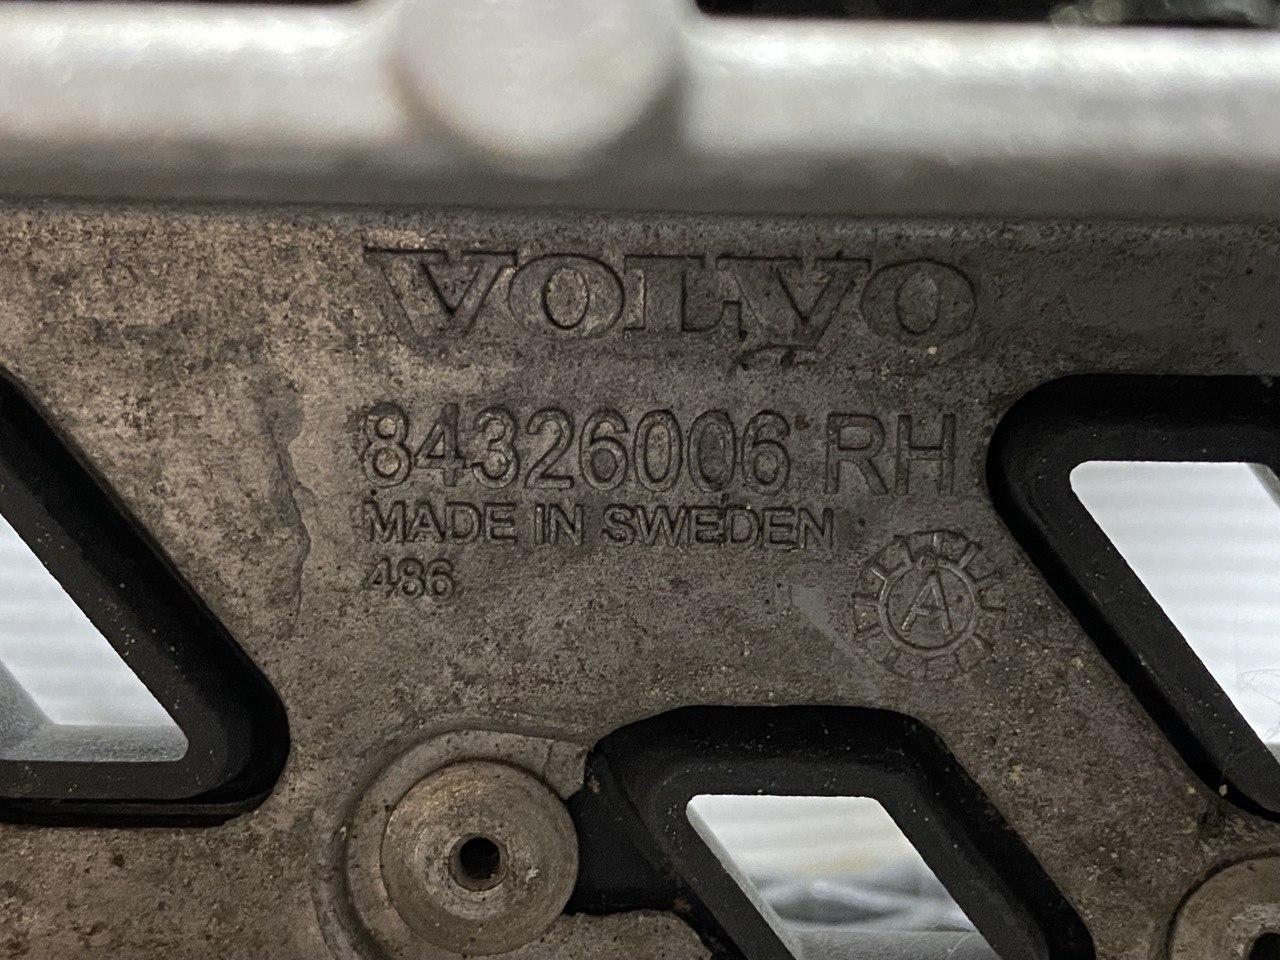 VOLVO
84326006 RH
MADE IN SWEDEN
486
A